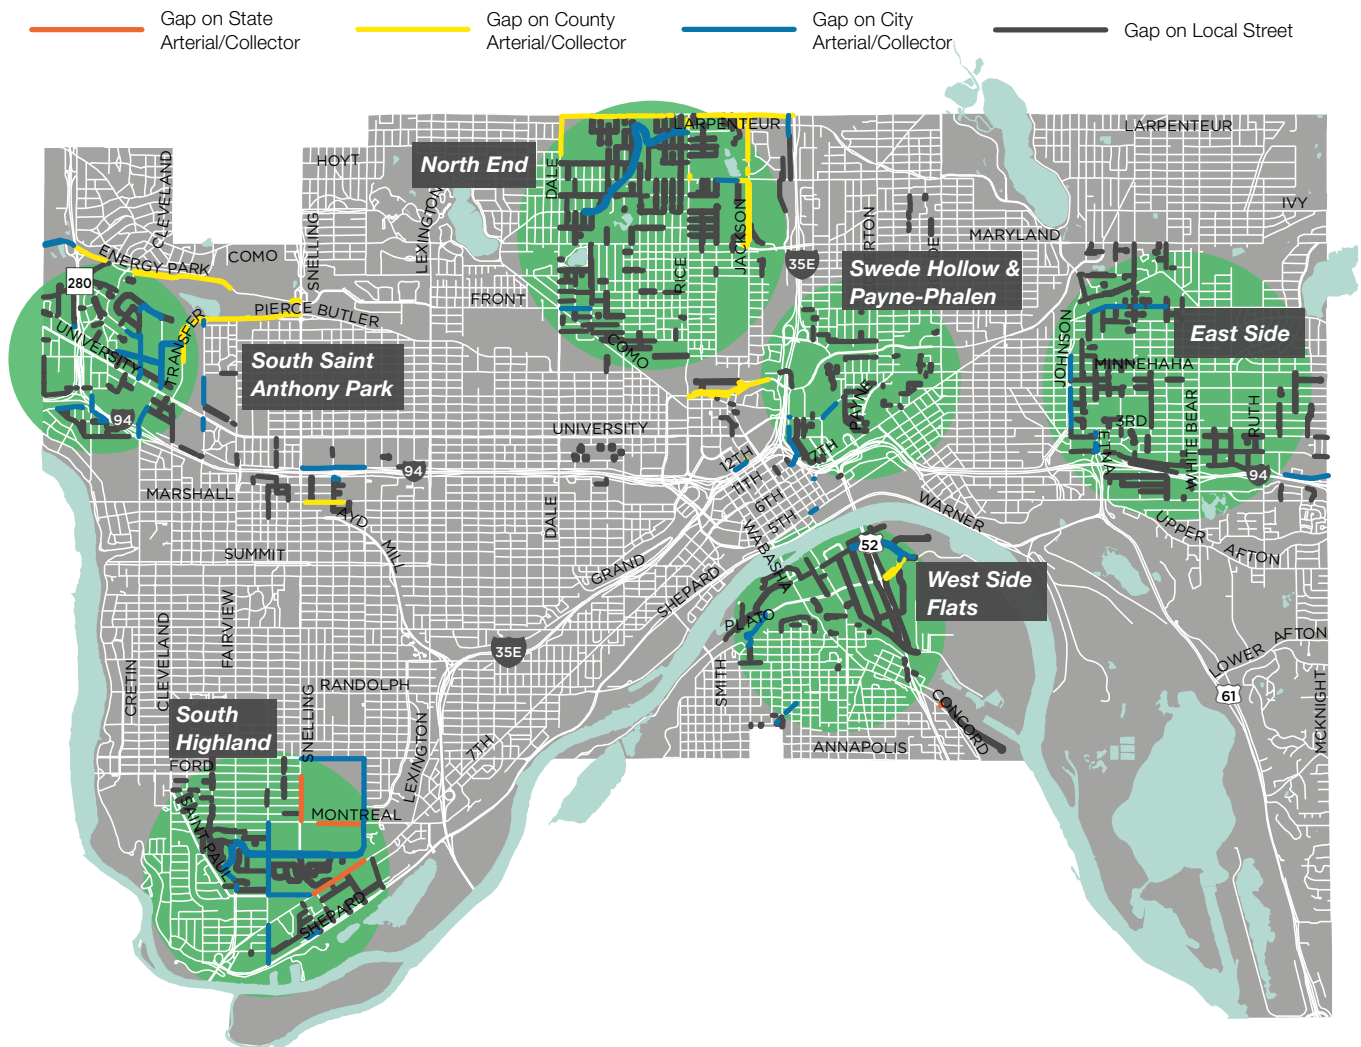 Gap on State
Arterial/Collector
Gap on County
Arterial/Collector
Gap on City
Arterial/Collector
Gap on Local Street
LARPENTEUR
LARPENTEUR
HOYT
North End
CLEVELAND
DALE
LEXINGTON
SNELLING
IVY
JACKSON
RICE
MARYLAND
ENERGY PARK
COMO
35E
Swede Hollow &
Payne-Phalen
280
FRONT
PIERCE BUTLER
TRANSFER
UNIVERSITY
COMO
JOHNSON
East Side
South Saint
Anthony Park
MINNEHAHA
PAYNE
WHITE BEAR
RUTH
94
UNIVERSITY
3RD
ETNA
7TH
12TH
11TH
94
94
MARSHALL
6TH
5TH
DALE
WARNER
AYD
MILL
UPPER
AFTON
SUMMIT
WABASHA
52
GRAND
SHEPARD
West Side
Flats
FAIRVIEW
CLEVELAND
CRETIN
PLATO
AFTON
35E
LOWER
SMITH
RANDOLPH
61
SNELLING
LEXINGTON
CONCORD
MCKNIGHT
South
Highland
7TH
ANNAPOLIS
FORD
MONTREAL
SAINT PAUL
SHEPARD